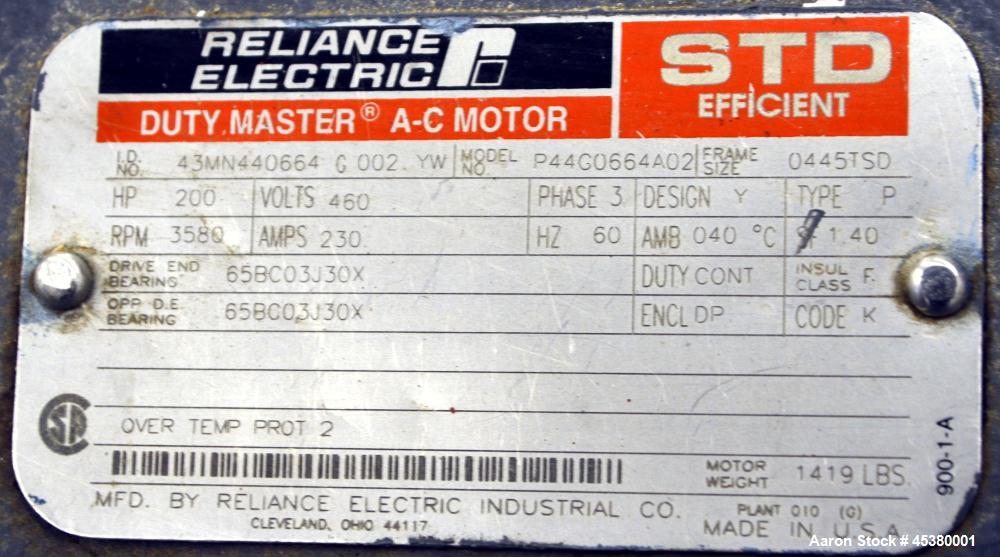 RELIANCE
ELECTRIC
STD
EFFICIENT
DUTY MASTER® A-C MOTOR
I.D. NO. 43MN440664 G 002 YW MODEL NO. P44G0664A02 FRAME SIZE 0445TSD
HP 200 VOLTS 460 PHASE 3 DESIGN Y TYPE P
RPM 3580 AMPS 230 HZ 60 AMB 040 °C 1.40
DRIVE END BEARING 65BC03J30X DUTY CONT INSUL CLASS F
OPP D.E. BEARING 65BC03J30X ENCL DP CODE K
OVER TEMP PROT 2
MOTOR WEIGHT 1419 LBS.
900-1-A
MFD. BY RELIANCE ELECTRIC INDUSTRIAL CO. PLANT 010 (G)
CLEVELAND, OHIO 44117 MADE IN U.S.A.
Aaron Stock # 45380001